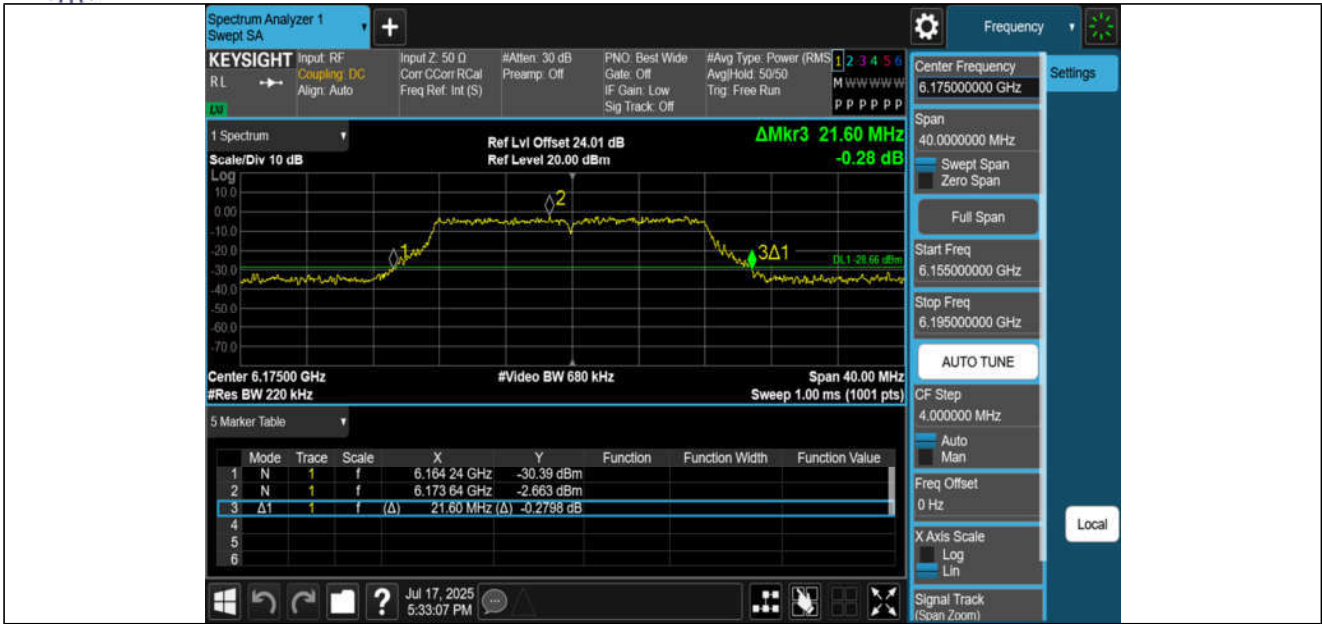 Spectrum Analyzer 1
Swept SA
+
Frequency
KEYSIGHT
RL
LXI
Input: RF
Coupling: DC
Align: Auto
Input Z: 50 Ω
Corr CCorr RCal
Freq Ref: Int (S)
#Atten: 30 dB
Preamp: Off
PNO: Best Wide
Gate: Off
IF Gain: Low
Sig Track: Off
#Avg Type: Power (RMS
Avg|Hold: 50/50
Trig: Free Run
1 2 3 4 5 6
M W W W W W
P P P P P P
1 Spectrum
Scale/Div 10 dB
Log
Ref Lvl Offset 24.01 dB
Ref Level 20.00 dBm
ΔMkr3 21.60 MHz
-0.28 dB
10.0
0.00
-10.0
-20.0
-30.0
-40.0
-50.0
-60.0
-70.0
1
2
3Δ1
DL1 -28.66 dBm
Center 6.17500 GHz
#Res BW 220 kHz
#Video BW 680 kHz
Span 40.00 MHz
Sweep 1.00 ms (1001 pts)
5 Marker Table
Mode Trace Scale X Y Function Function Width Function Value
1 N 1 f 6.164 24 GHz -30.39 dBm
2 N 1 f 6.173 64 GHz -2.663 dBm
3 Δ1 1 f (Δ) 21.60 MHz (Δ) -0.2798 dB
4
5
6
?
Jul 17, 2025
5:33:07 PM
Center Frequency
6.175000000 GHz
Settings
Span
40.0000000 MHz
Swept Span
Zero Span
Full Span
Start Freq
6.155000000 GHz
Stop Freq
6.195000000 GHz
AUTO TUNE
CF Step
4.000000 MHz
Auto
Man
Freq Offset
0 Hz
X Axis Scale
Log
Lin
Local
Signal Track
(Span Zoom)